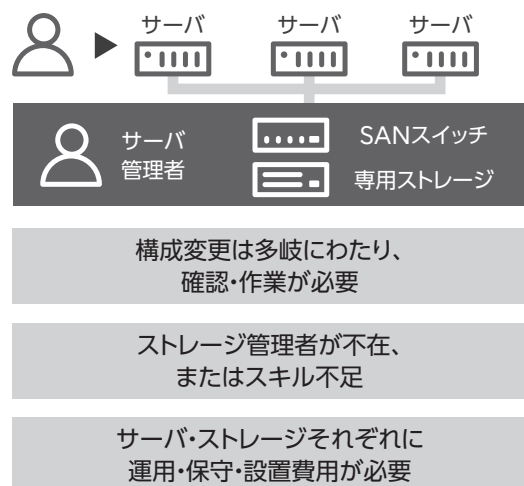 サーバ サーバ サーバ
サーバ
管理者
SANスイッチ
専用ストレージ
構成変更は多岐にわたり、
確認・作業が必要
ストレージ管理者が不在、
またはスキル不足
サーバ・ストレージそれぞれに
運用・保守・設置費用が必要